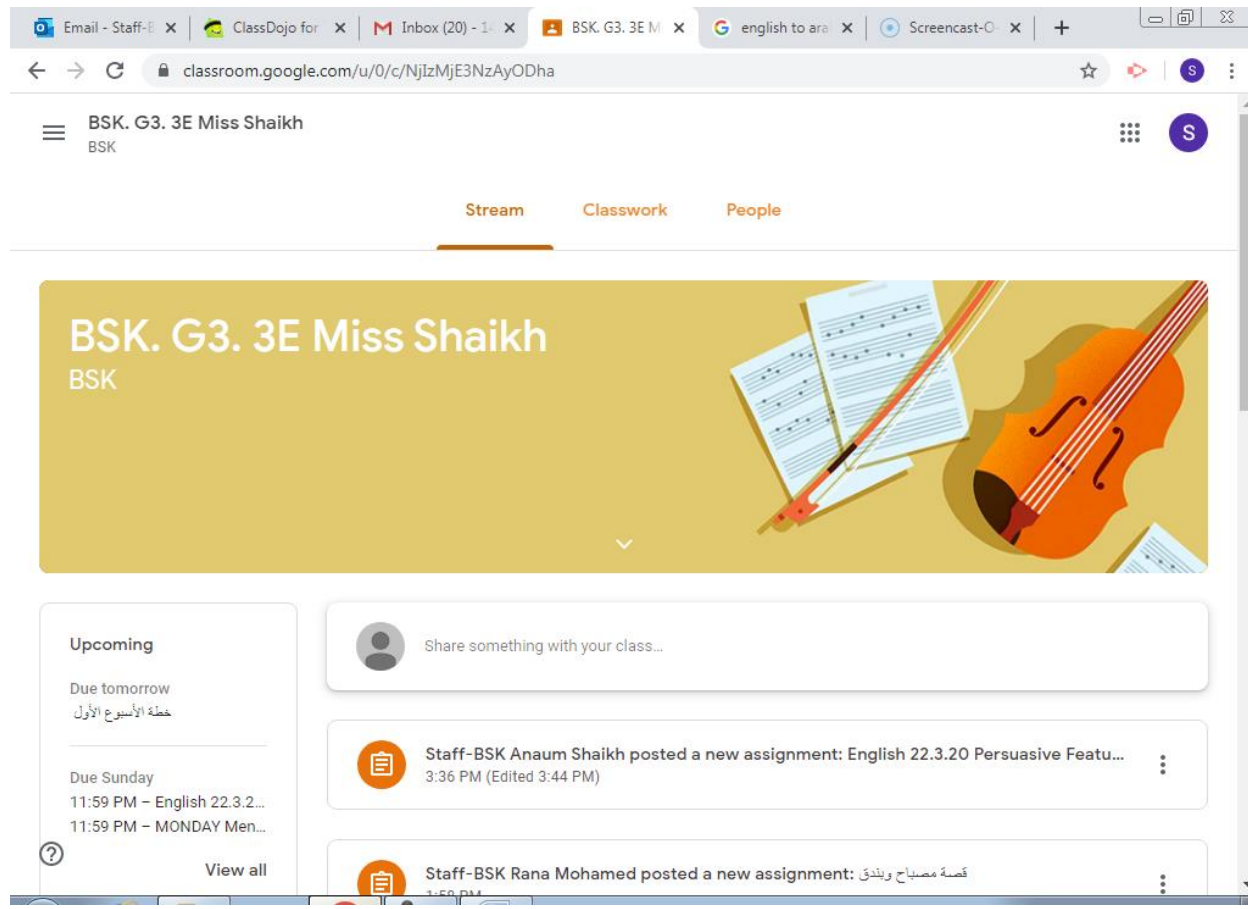 Email - Staff-B
ClassDojo for
Inbox (20) - 14
BSK. G3. 3E M
english to ara
Screencast-O-
classroom.google.com/u/0/c/NjIzMjE3NzAyODha
S
BSK. G3. 3E Miss Shaikh
BSK
S
Stream Classwork People
BSK. G3. 3E Miss Shaikh
BSK
Upcoming
Due tomorrow
خطة الأسبوع الأول
Due Sunday
11:59 PM – English 22.3.2...
11:59 PM – MONDAY Men...
View all
Share something with your class...
Staff-BSK Anaum Shaikh posted a new assignment: English 22.3.20 Persuasive Featu...
3:36 PM (Edited 3:44 PM)
Staff-BSK Rana Mohamed posted a new assignment: قصة مصباح وبندق
1:58 PM